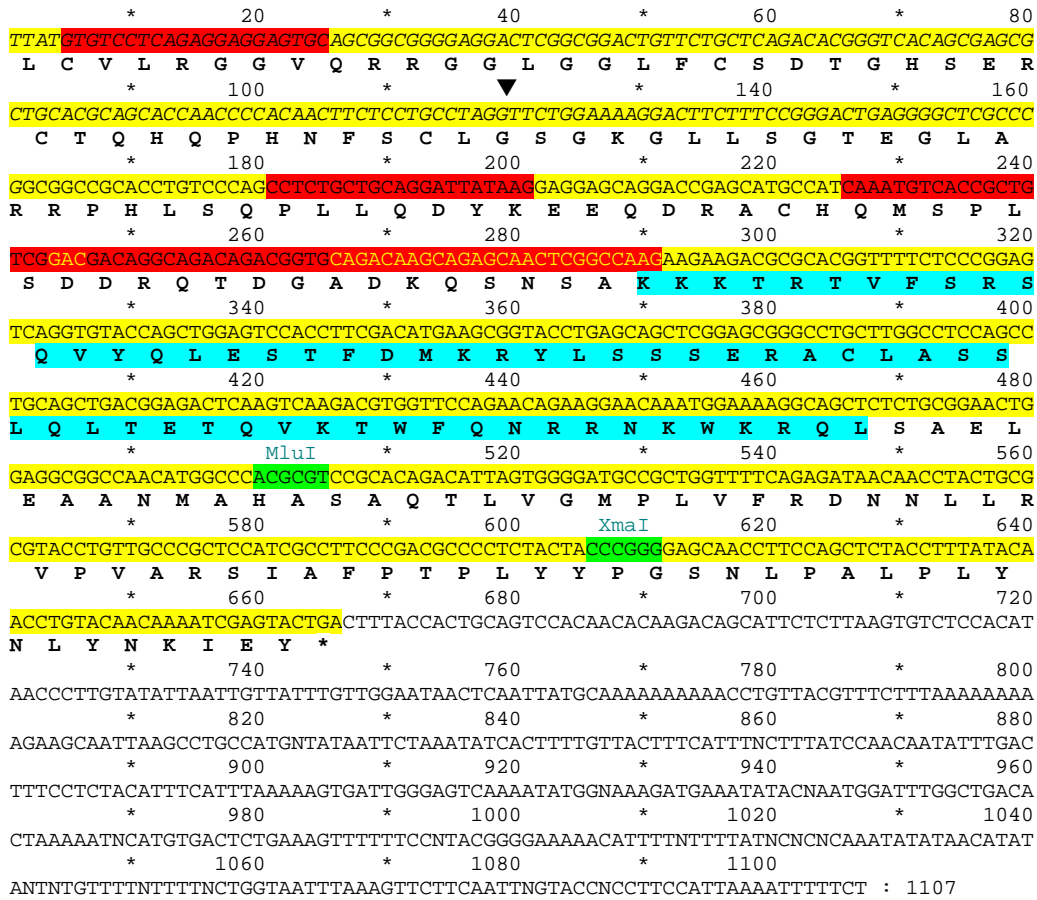 * 20 * 40 * 60 * 80
TTATGTGTCCTCAGAGGAGGAGTGCAGCGGCGGGGAGGACTCGGCGGACTGTTCTGCTCAGACACGGGTCACAGCGAGCG
L C V L R G G V Q R R G G L G G L F C S D T G H S E R
* 100 * ▼ * 140 * 160
CTGCACGCAGCACCAACCCCACAACTTCTCCTGCCTAGGTTCTGGAAAAGGACTTCTTTCCGGGACTGAGGGGCTCGCCC
C T Q H Q P H N F S C L G S G K G L L S G T E G L A
* 180 * 200 * 220 * 240
GGCGGCCGCACCTGTCCCAGCCTCTGCTGCAGGATTATAAGGAGGAGCAGGACCGAGCATGCCATCAAATGTCACCGCTG
R R P H L S Q P L L Q D Y K E E Q D R A C H Q M S P L
* 260 * 280 * 300 * 320
TCGGACGACAGGCAGACAGACGGTGCAGACAAGCAGAGCAACTCGGCCAAGAAGAAGACGCGCACGGTTTTCTCCCGGAG
S D D R Q T D G A D K Q S N S A K K K T R T V F S R S
* 340 * 360 * 380 * 400
TCAGGTGTACCAGCTGGAGTCCACCTTCGACATGAAGCGGTACCTGAGCAGCTCGGAGCGGGCCTGCTTGGCCTCCAGCC
Q V Y Q L E S T F D M K R Y L S S S E R A C L A S S
* 420 * 440 * 460 * 480
TGCAGCTGACGGAGACTCAAGTCAAGACGTGGTTCCAGAACAGAAGGAACAAATGGAAAAGGCAGCTCTCTGCGGAACTG
L Q L T E T Q V K T W F Q N R R N K W K R Q L S A E L
* MluI * 520 * 540 * 560
GAGGCGGCCAACATGGCCCACGCGTCCGCACAGACATTAGTGGGGATGCCGCTGGTTTTCAGAGATAACAACCTACTGCG
E A A N M A H A S A Q T L V G M P L V F R D N N L L R
* 580 * 600 XmaI 620 * 640
CGTACCTGTTGCCCGCTCCATCGCCTTCCCGACGCCCCTCTACTACCCGGGGAGCAACCTTCCAGCTCTACCTTTATACA
V P V A R S I A F P T P L Y Y P G S N L P A L P L Y
* 660 * 680 * 700 * 720
ACCTGTACAACAAAATCGAGTACTGACTTTACCACTGCAGTCCACAACACAAGACAGCATTCTCTTAAGTGTCTCCACAT
N L Y N K I E Y *
* 740 * 760 * 780 * 800
AACCCTTGTATATTAATTGTTATTTGTTGGAATAACTCAATTATGCAAAAAAAAAACCTGTTACGTTTCTTTAAAAAAAA
* 820 * 840 * 860 * 880
AGAAGCAATTAAGCCTGCCATGNTATAATTCTAAATATCACTTTTGTTACTTTCATTTNCTTTATCCAACAATATTTGAC
* 900 * 920 * 940 * 960
TTTCCTCTACATTTCATTTAAAAAGTGATTGGGAGTCAAAATATGGNAAAGATGAAATATACNAATGGATTTGGCTGACA
* 980 * 1000 * 1020 * 1040
CTAAAAATNCATGTGACTCTGAAAGTTTTTTCCNTACGGGGAAAAACATTTTNTTTTATNCNCNCAAATATATAACATAT
* 1060 * 1080 * 1100
ANTNTGTTTTNTTTTNCTGGTAATTTAAAGTTCTTCAATTNGTACCNCCTTCCATTAAAATTTTTCT : 1107